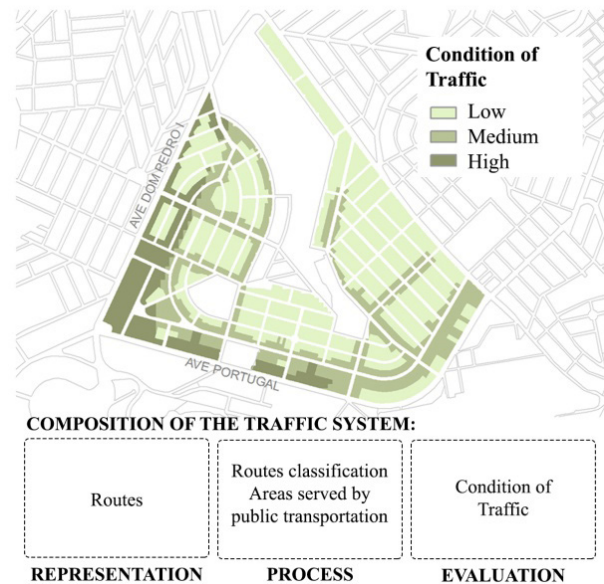 Condition of
Traffic
Low
Medium
High
AVE DOM PEDRO I
AVE PORTUGAL
COMPOSITION OF THE TRAFFIC SYSTEM:
Routes
Routes classification
Areas served by
public transportation
Condition of
Traffic
REPRESENTATION
PROCESS
EVALUATION